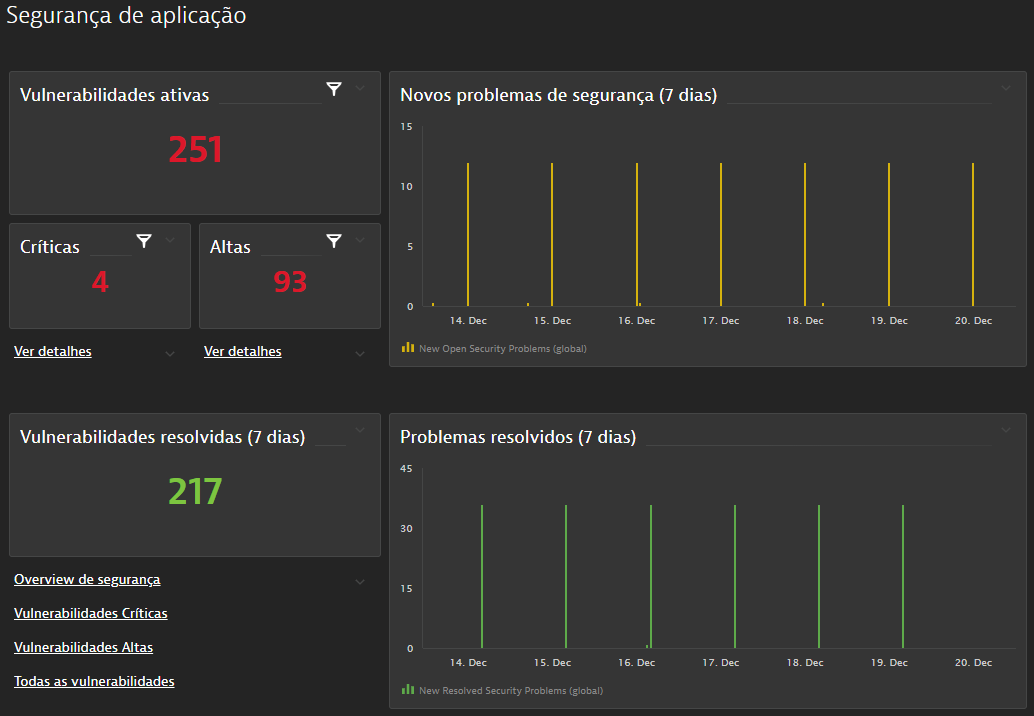 Segurança de aplicação
Vulnerabilidades ativas
251
Críticas
4
Altas
93
Ver detalhes
Ver detalhes
Novos problemas de segurança (7 dias)
15
10
5
0
14. Dec 15. Dec 16. Dec 17. Dec 18. Dec 19. Dec 20. Dec
New Open Security Problems (global)
Vulnerabilidades resolvidas (7 dias)
217
Overview de segurança
Vulnerabilidades Críticas
Vulnerabilidades Altas
Todas as vulnerabilidades
Problemas resolvidos (7 dias)
45
30
15
0
14. Dec 15. Dec 16. Dec 17. Dec 18. Dec 19. Dec 20. Dec
New Resolved Security Problems (global)